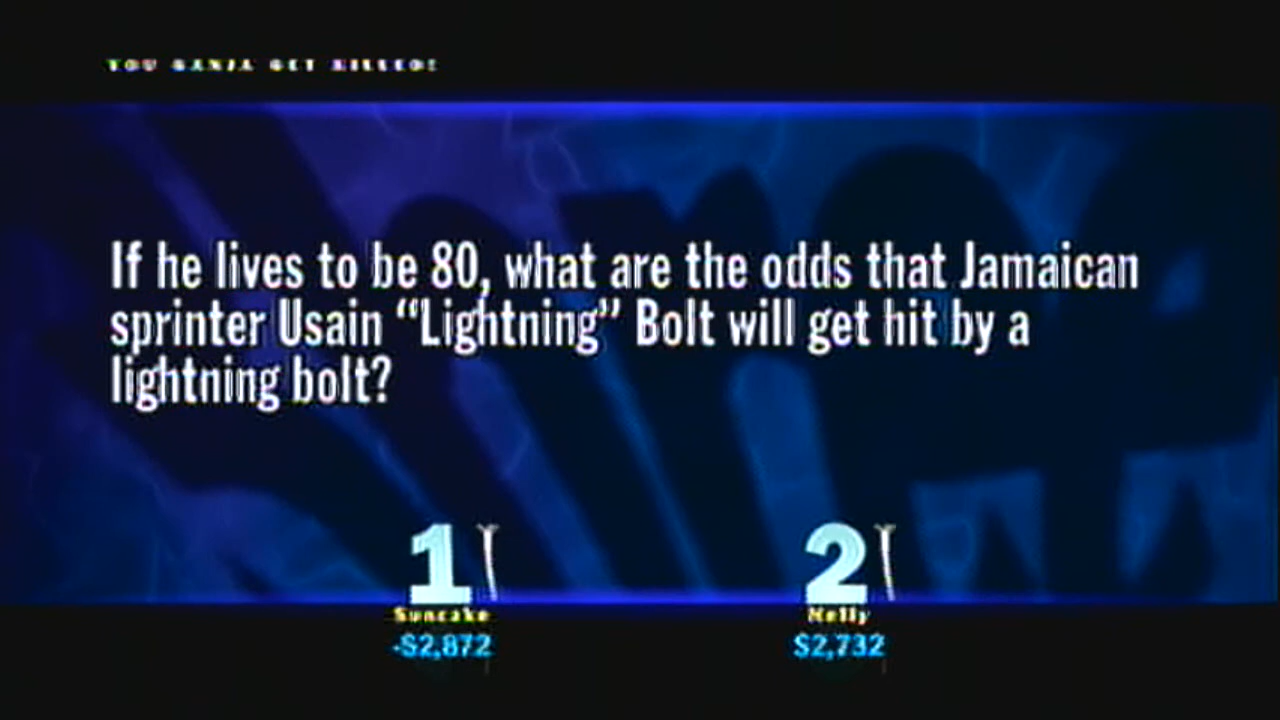 YOU GANJA GET KILLED!
If he lives to be 80, what are the odds that Jamaican
sprinter Usain “Lightning” Bolt will get hit by a
lightning bolt?
1 2
Suncake Nelly
-$2,872 $2,732